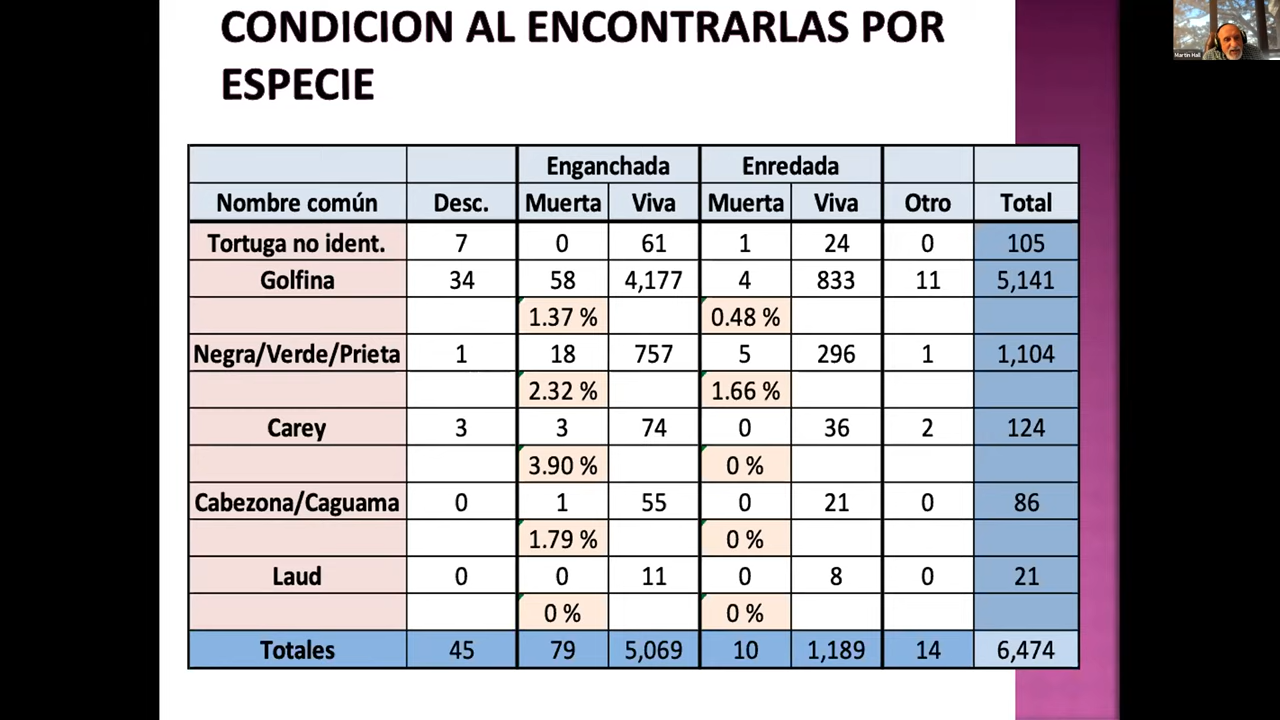 CONDICION AL ENCONTRARLAS POR
ESPECIE
Martin Hall
Enganchada Enredada
Nombre común Desc. Muerta Viva Muerta Viva Otro Total
Tortuga no ident. 7 0 61 1 24 0 105
Golfina 34 58 4,177 4 833 11 5,141
1.37 % 0.48 %
Negra/Verde/Prieta 1 18 757 5 296 1 1,104
2.32 % 1.66 %
Carey 3 3 74 0 36 2 124
3.90 % 0 %
Cabezona/Caguama 0 1 55 0 21 0 86
1.79 % 0 %
Laud 0 0 11 0 8 0 21
0 % 0 %
Totales 45 79 5,069 10 1,189 14 6,474